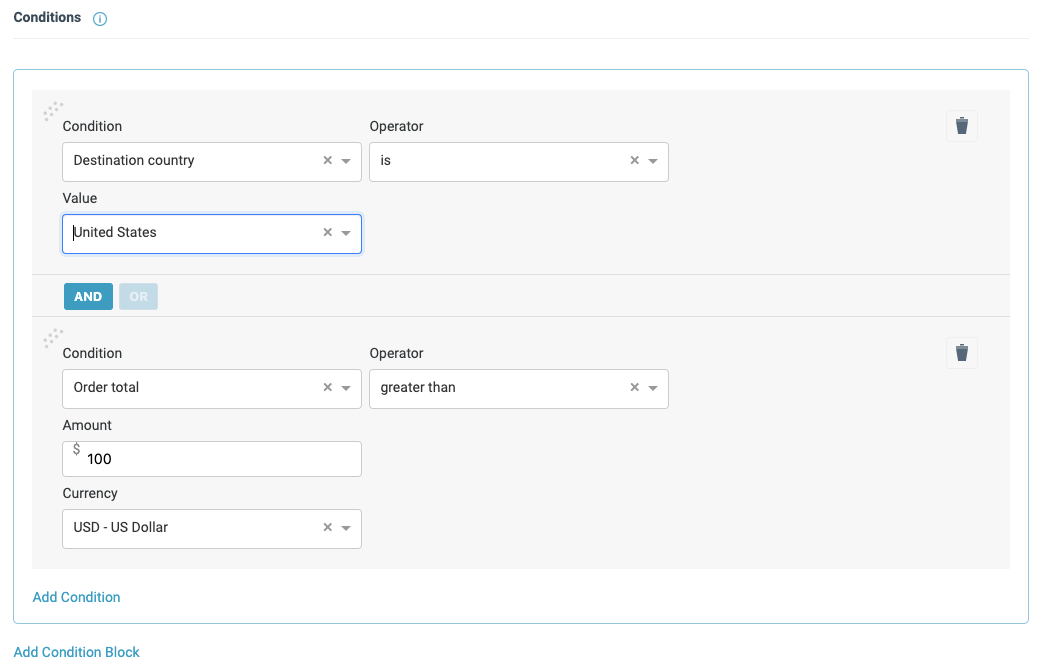 Conditions
Condition Operator
Destination country is
Value
United States
AND OR
Condition Operator
Order total greater than
Amount
$ 100
Currency
USD - US Dollar
Add Condition
Add Condition Block